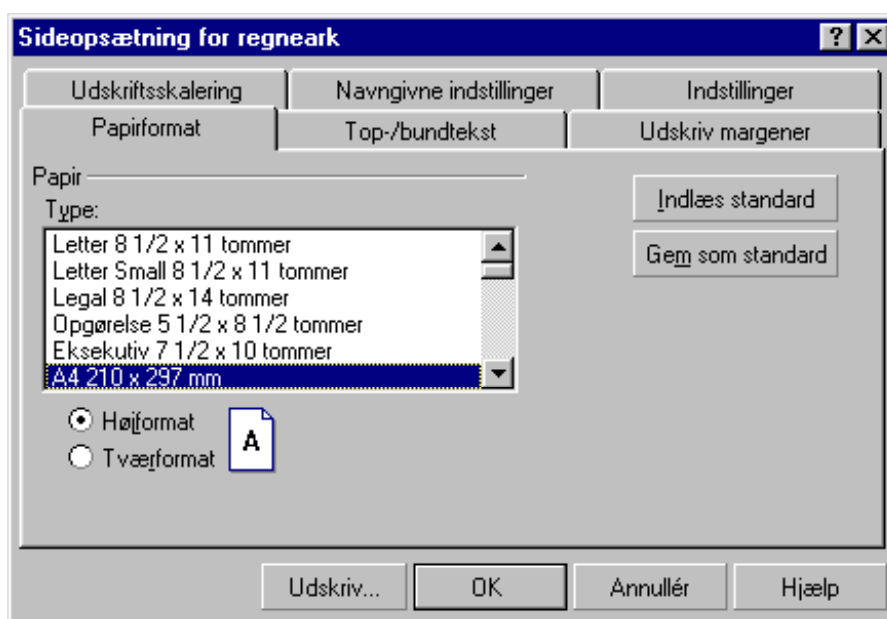 Sideopsætning for regneark
Udskriftsskalering Navngivne indstillinger Indstillinger
Papirformat Top-/bundtekst Udskriv margener
Papir
Type:
Indlæs standard
Gem som standard
Letter 8 1/2 x 11 tommer
Letter Small 8 1/2 x 11 tommer
Legal 8 1/2 x 14 tommer
Opgørelse 5 1/2 x 8 1/2 tommer
Eksekutiv 7 1/2 x 10 tommer
A4 210 x 297 mm
Højformat
Tværformat
A
Udskriv... OK Annullér Hjælp